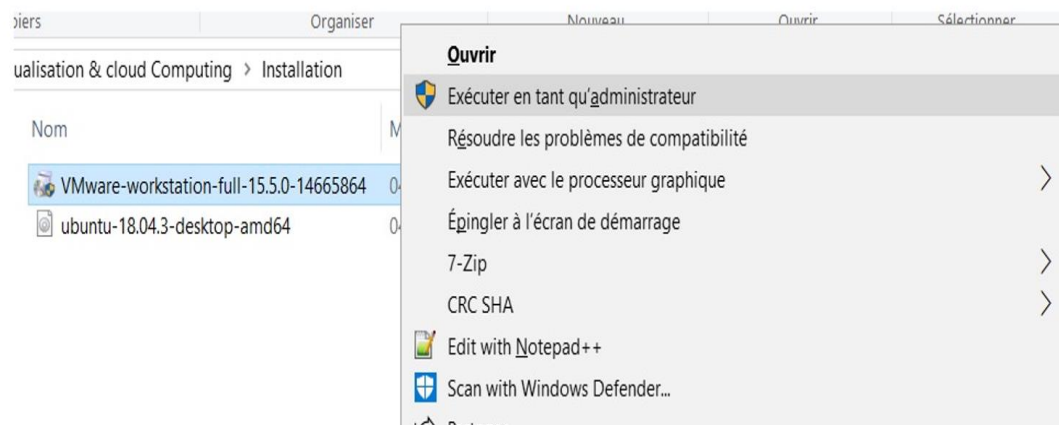 Organiser Nouveau Ouvrir Sélectionner
ualisation & cloud Computing > Installation
Nom
VMware-workstation-full-15.5.0-14665864
ubuntu-18.04.3-desktop-amd64
Ouvrir
Exécuter en tant qu'administrateur
Résoudre les problèmes de compatibilité
Exécuter avec le processeur graphique
Épingler à l'écran de démarrage
7-Zip
CRC SHA
Edit with Notepad++
Scan with Windows Defender...